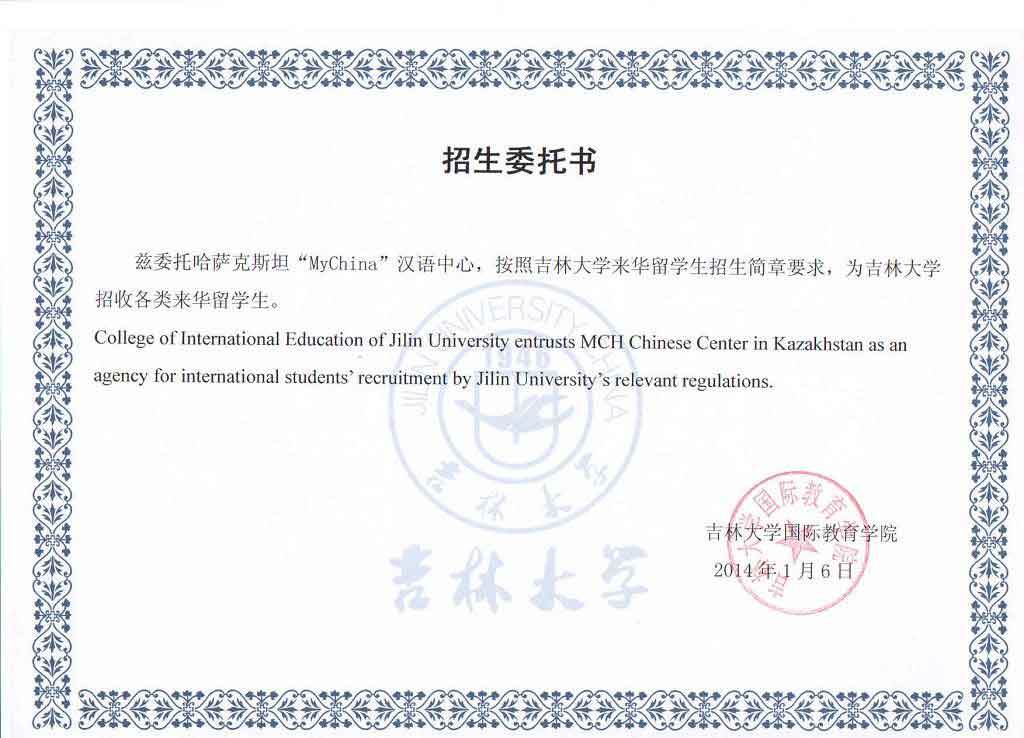 招生委托书
兹委托哈萨克斯坦“MyChina”汉语中心，按照吉林大学来华留学生招生简章要求，为吉林大学
招收各类来华留学生。
College of International Education of Jilin University entrusts MCH Chinese Center in Kazakhstan as an
agency for international students’ recruitment by Jilin University’s relevant regulations.
JILIN UNIVERSITY CHINA
1946
吉林大学
吉林大学
吉林大学国际教育学院
吉林大学国际教育学院
2014年1月6日